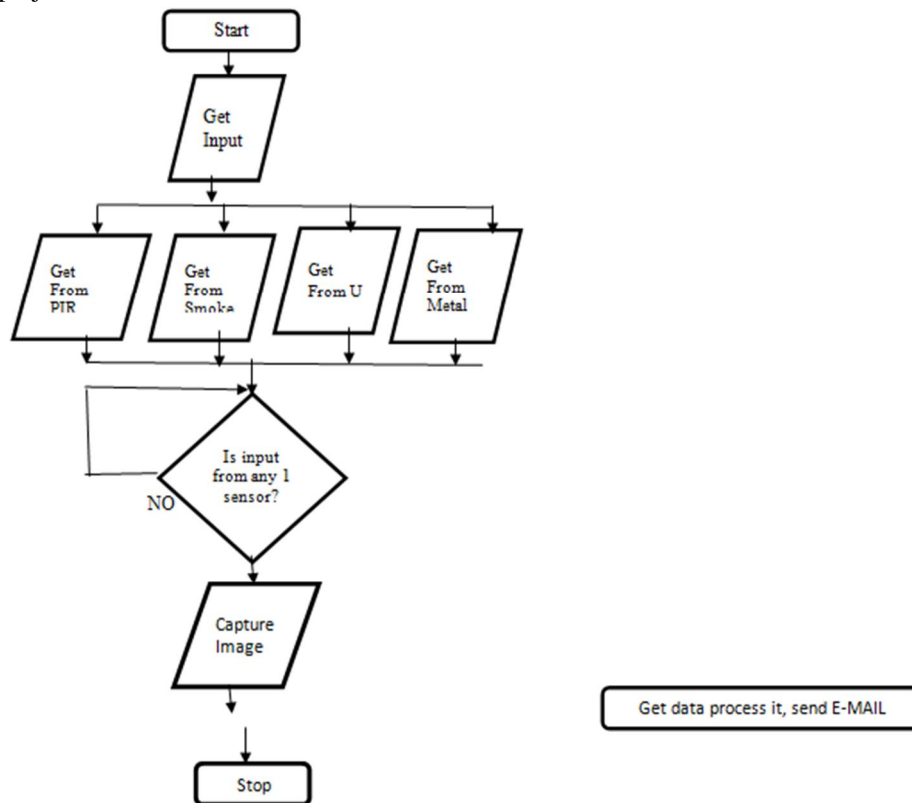 Start
Get
Input
Get
From
PIR
Get
From
Smoke
Get
From U
Get
From
Metal
Is input
from any 1
sensor?
NO
Capture
Image
Get data process it, send E-MAIL
Stop